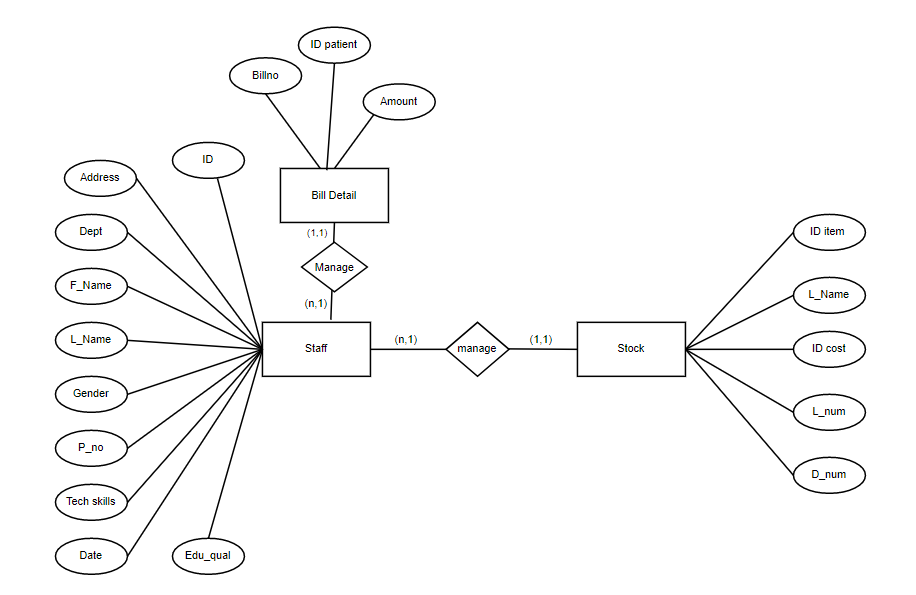 ID patient
Billno
Amount
ID
Address
Bill Detail
Dept
(1,1)
ID item
Manage
F_Name
L_Name
(n,1)
L_Name
Staff
(n,1)
manage
(1,1)
Stock
ID cost
Gender
L_num
P_no
D_num
Tech skills
Date
Edu_qual